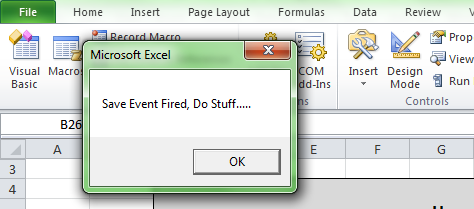 File Home Insert Page Layout Formulas Data Review View
Record Macro
Visual Basic
Macros
Microsoft Excel
COM
Add-Ins
Insert
Design Mode
Prop
View
Run
Controls
Save Event Fired, Do Stuff.....
OK
B26
A E F G
3
4